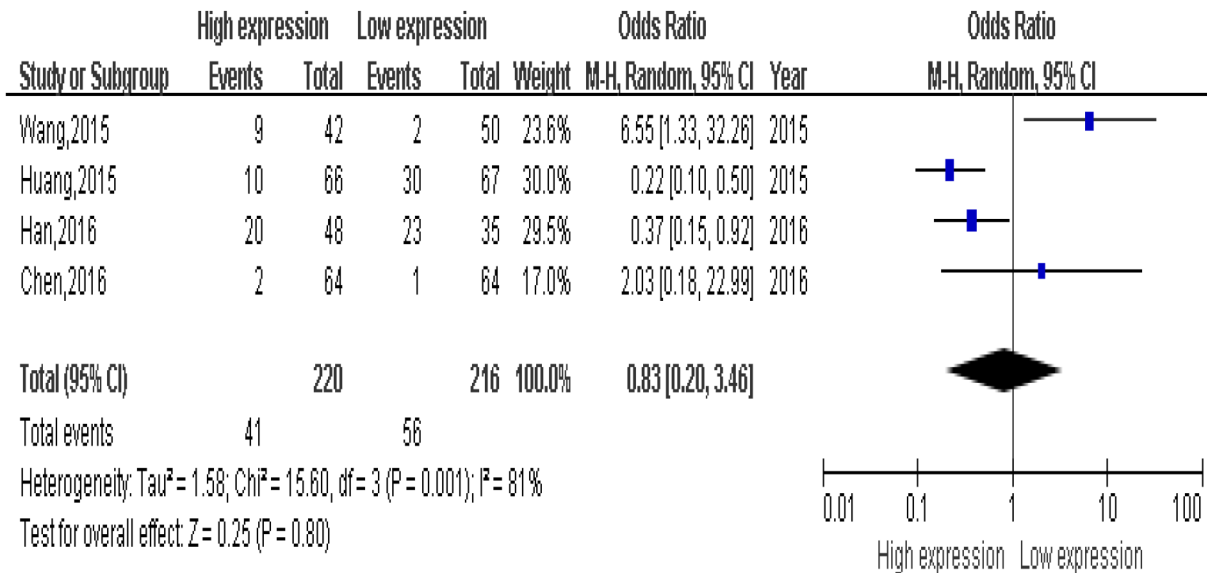 High expression Low expression Odds Ratio Odds Ratio
Study or Subgroup Events Total Events Total Weight M-H, Random, 95% CI Year M-H, Random, 95% CI
Wang,2015 9 42 2 50 23.6% 6.55 [1.33, 32.26] 2015
Huang,2015 10 66 30 67 30.0% 0.22 [0.10, 0.50] 2015
Han,2016 20 48 23 35 29.5% 0.37 [0.15, 0.92] 2016
Chen,2016 2 64 1 64 17.0% 2.03 [0.18, 22.99] 2016
Total (95% CI) 220 216 100.0% 0.83 [0.20, 3.46]
Total events 41 56
Heterogeneity: Tau² = 1.58; Chi² = 15.60, df = 3 (P = 0.001); I² = 81%
Test for overall effect: Z = 0.25 (P = 0.80)
0.01 0.1 1 10 100
High expression Low expression